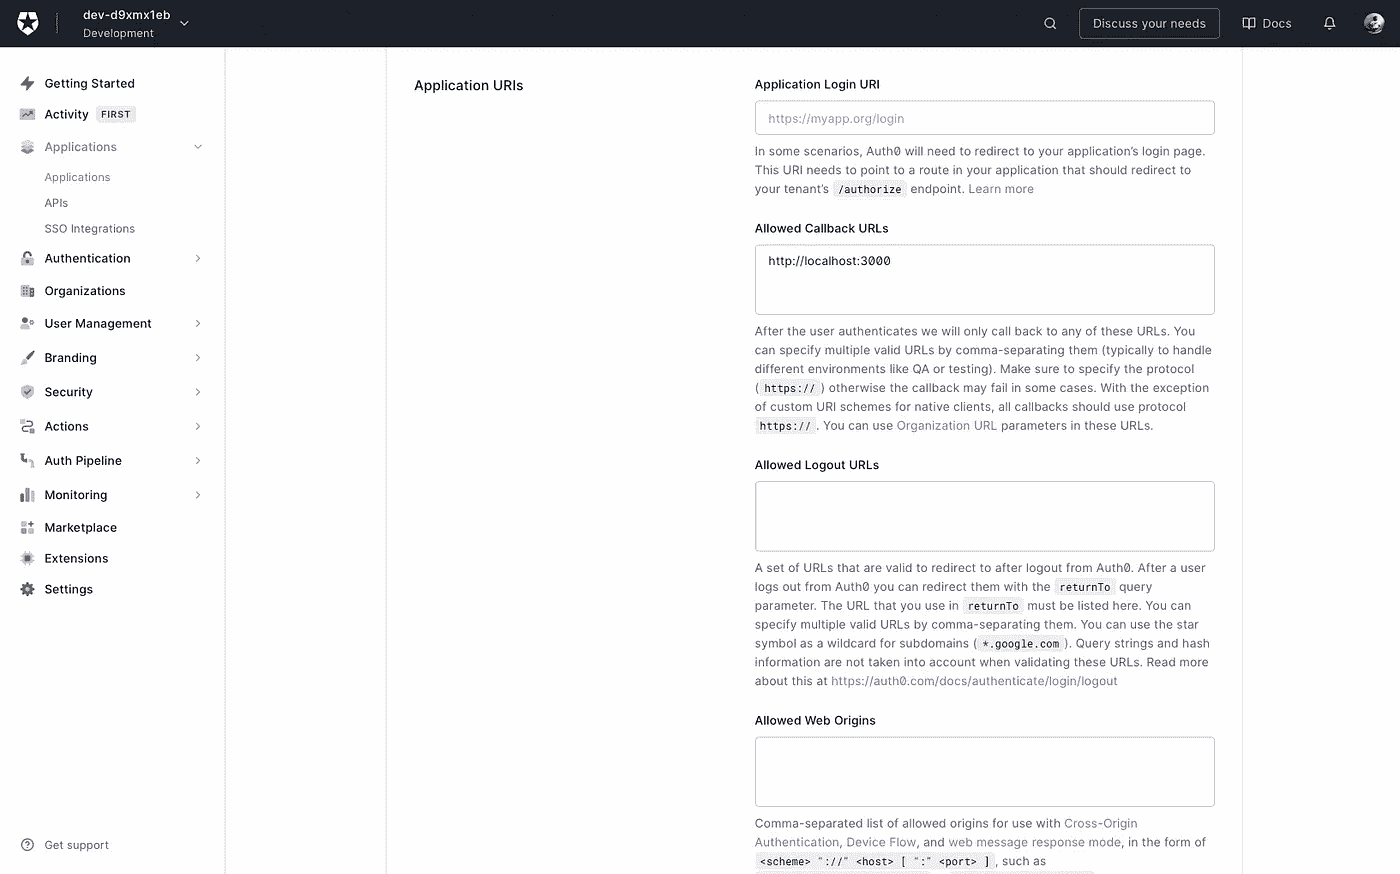 dev-d9xmx1eb
Development
Discuss your needs
Docs
Getting Started
Activity FIRST
Applications
Applications
APIs
SSO Integrations
Authentication
Organizations
User Management
Branding
Security
Actions
Auth Pipeline
Monitoring
Marketplace
Extensions
Settings
Get support
Application URIs
Application Login URI
https://myapp.org/login
In some scenarios, Auth0 will need to redirect to your application’s login page.
This URI needs to point to a route in your application that should redirect to
your tenant’s /authorize endpoint. Learn more
Allowed Callback URLs
http://localhost:3000
After the user authenticates we will only call back to any of these URLs. You
can specify multiple valid URLs by comma-separating them (typically to handle
different environments like QA or testing). Make sure to specify the protocol
( https:// ) otherwise the callback may fail in some cases. With the exception
of custom URI schemes for native clients, all callbacks should use protocol
https:// . You can use Organization URL parameters in these URLs.
Allowed Logout URLs
A set of URLs that are valid to redirect to after logout from Auth0. After a user
logs out from Auth0 you can redirect them with the returnTo query
parameter. The URL that you use in returnTo must be listed here. You can
specify multiple valid URLs by comma-separating them. You can use the star
symbol as a wildcard for subdomains ( *.google.com ). Query strings and hash
information are not taken into account when validating these URLs. Read more
about this at https://auth0.com/docs/authenticate/login/logout
Allowed Web Origins
Comma-separated list of allowed origins for use with Cross-Origin
Authentication, Device Flow, and web message response mode, in the form of
<scheme> "://" <host> [ ":" <port> ] , such as